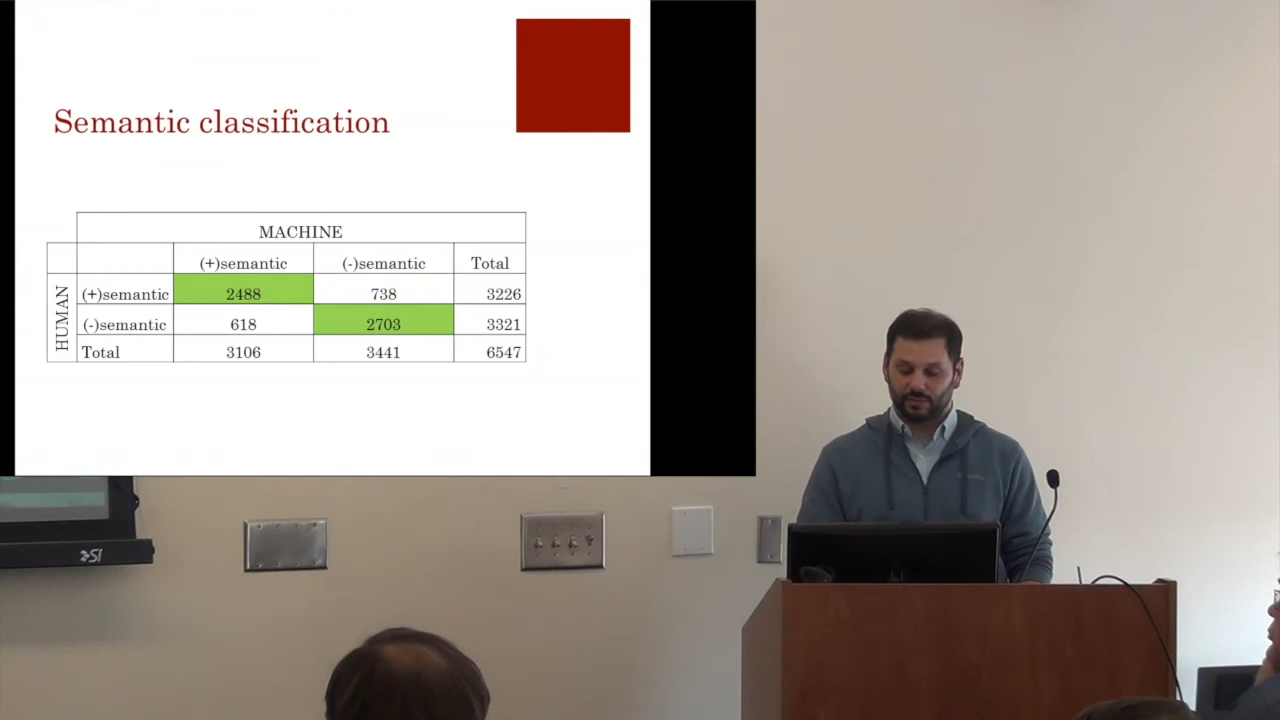 Semantic classification
MACHINE
(+)semantic (-)semantic Total
HUMAN
(+)semantic 2488 738 3226
(-)semantic 618 2703 3321
Total 3106 3441 6547
SI